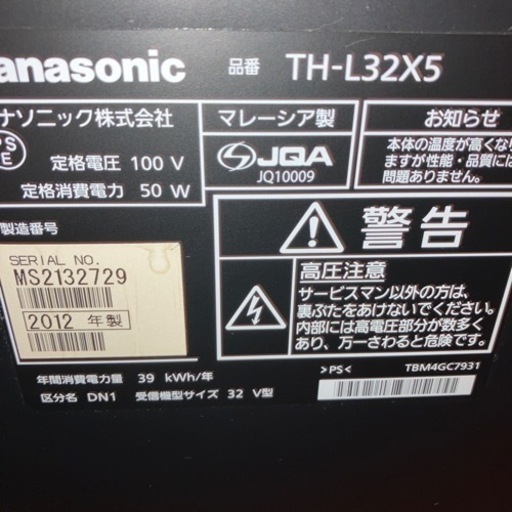 anasonic
品番 TH-L32X5
ナソニック株式会社
マレーシア製
お知らせ
PS
E
定格電圧 100 V
定格消費電力 50 W
JQA
JQ10009
本体の温度が高くなり
ますが性能・品質には
問題ありません。
製造番号
SERIAL NO.
MS2132729
2012 年製
警告
高圧注意
サービスマン以外の方は、
裏ぶたをあけないでください。
内部には高電圧部分が数多く
あり、万一さわると危険です。
年間消費電力量 39 kWh/年
区分名 DN1 受信機型サイズ 32 V型
>PS<
TBM4GC7931